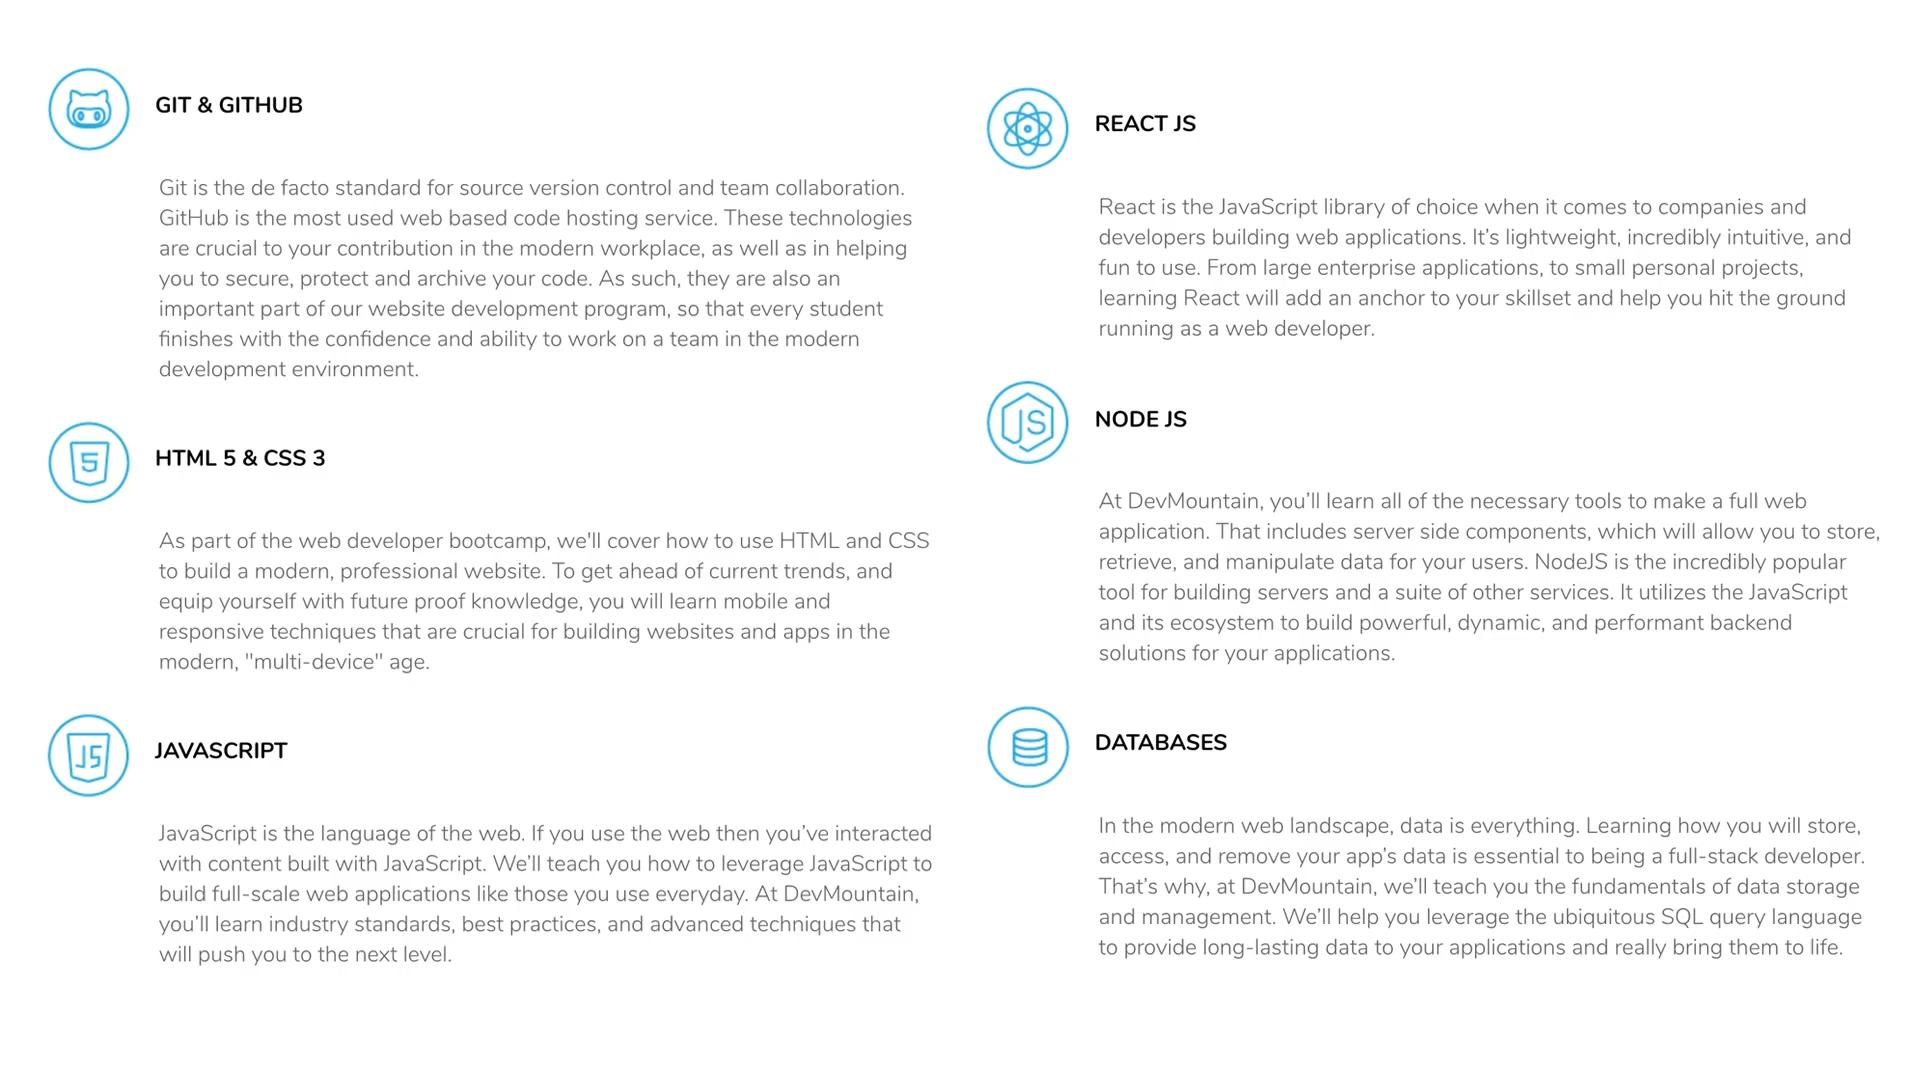 GIT & GITHUB
Git is the de facto standard for source version control and team collaboration.
GitHub is the most used web based code hosting service. These technologies
are crucial to your contribution in the modern workplace, as well as in helping
you to secure, protect and archive your code. As such, they are also an
important part of our website development program, so that every student
finishes with the confidence and ability to work on a team in the modern
development environment.
5
HTML 5 & CSS 3
As part of the web developer bootcamp, we'll cover how to use HTML and CSS
to build a modern, professional website. To get ahead of current trends, and
equip yourself with future proof knowledge, you will learn mobile and
responsive techniques that are crucial for building websites and apps in the
modern, "multi-device" age.
JS
JAVASCRIPT
JavaScript is the language of the web. If you use the web then you’ve interacted
with content built with JavaScript. We’ll teach you how to leverage JavaScript to
build full-scale web applications like those you use everyday. At DevMountain,
you’ll learn industry standards, best practices, and advanced techniques that
will push you to the next level.
REACT JS
React is the JavaScript library of choice when it comes to companies and
developers building web applications. It’s lightweight, incredibly intuitive, and
fun to use. From large enterprise applications, to small personal projects,
learning React will add an anchor to your skillset and help you hit the ground
running as a web developer.
JS
NODE JS
At DevMountain, you’ll learn all of the necessary tools to make a full web
application. That includes server side components, which will allow you to store,
retrieve, and manipulate data for your users. NodeJS is the incredibly popular
tool for building servers and a suite of other services. It utilizes the JavaScript
and its ecosystem to build powerful, dynamic, and performant backend
solutions for your applications.
DATABASES
In the modern web landscape, data is everything. Learning how you will store,
access, and remove your app’s data is essential to being a full-stack developer.
That’s why, at DevMountain, we’ll teach you the fundamentals of data storage
and management. We’ll help you leverage the ubiquitous SQL query language
to provide long-lasting data to your applications and really bring them to life.